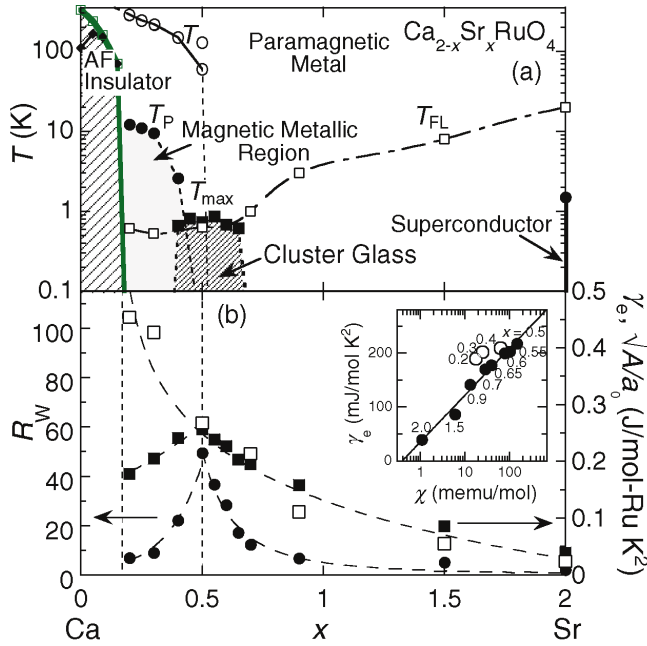 Ca2-xSrxRuO4
(a)
Paramagnetic
Metal
T
100
AF
Insulator
TP
Magnetic Metallic
Region
TFL
10
T (K)
Tmax
1
Superconductor
Cluster Glass
0.1
0.5
(b)
100
80
60
40
20
0
RW
0.4
0.3
0.2
0.1
0
γe, √A/a0 (J/mol-Ru K2)
γe (mJ/mol K2)
200
100
0
x = 0.5
0.4
0.3
0.2
0.55
0.6
0.65
0.7
0.9
1.5
2.0
1
10
100
χ (memu/mol)
0
0.5
1
1.5
2
Ca
x
Sr